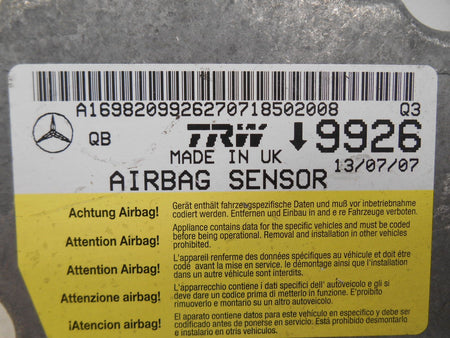 A1698209926270718502008 Q3
QB TRW 9926
MADE IN UK 13/07/07
AIRBAG SENSOR
Achtung Airbag! Gerät enthält fahrzeugspezifische Daten und muß vor inbetriebnahme
codiert werden. Entfernen und Einbau in and e re Fahrzeuge verboten.
Attention Airbag! Appliance contains data for the specific vehicles and must be coded
before being operational. Removal and installation in other vehicles
prohibited.
Attention Airbag! L'appareil renferme des données spécifiques au véhicule et doit être
codé avant la mise en service. le démontage ainsi que l'installation
dans un autre véhicule sont interdits.
Attenzione airbag! L'apparecchio contiene i dati specifici dell' autoveicolo e gli si
deve dare un codice prima di metterlo in funzione. E'proibito
rimuoverlo e montarlo su un altro autoveicolo.
¡Atencion airbag! El aparato contiene datos para este vehículo en especifico y debe ser
codificado antes de ponerse en servicio. Está prohibido desmontarlo
e instalarlo en otros vehículos.